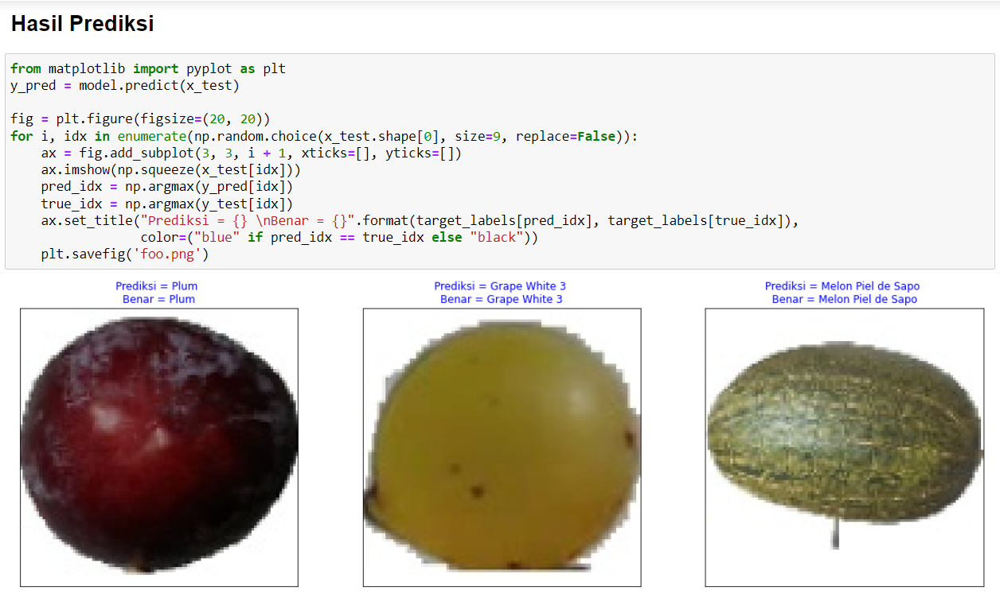 Hasil Prediksi
from matplotlib import pyplot as plt
y_pred = model.predict(x_test)
fig = plt.figure(figsize=(20, 20))
for i, idx in enumerate(np.random.choice(x_test.shape[0], size=9, replace=False)):
    ax = fig.add_subplot(3, 3, i + 1, xticks=[], yticks=[])
    ax.imshow(np.squeeze(x_test[idx]))
    pred_idx = np.argmax(y_pred[idx])
    true_idx = np.argmax(y_test[idx])
    ax.set_title("Prediksi = {} \nBenar = {}".format(target_labels[pred_idx], target_labels[true_idx]),
                 color=("blue" if pred_idx == true_idx else "black"))
    plt.savefig('foo.png')
Prediksi = Plum
Benar = Plum
Prediksi = Grape White 3
Benar = Grape White 3
Prediksi = Melon Piel de Sapo
Benar = Melon Piel de Sapo